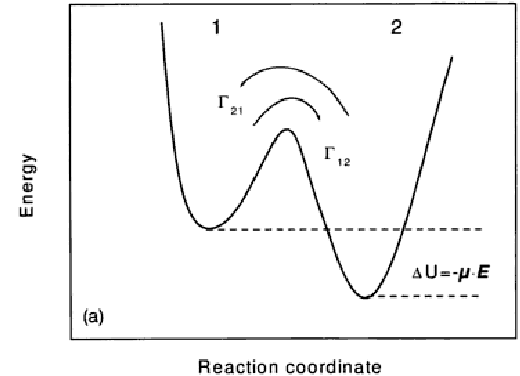 1 2
Γ21
Γ12
Energy
ΔU=-μ·E
(a)
Reaction coordinate